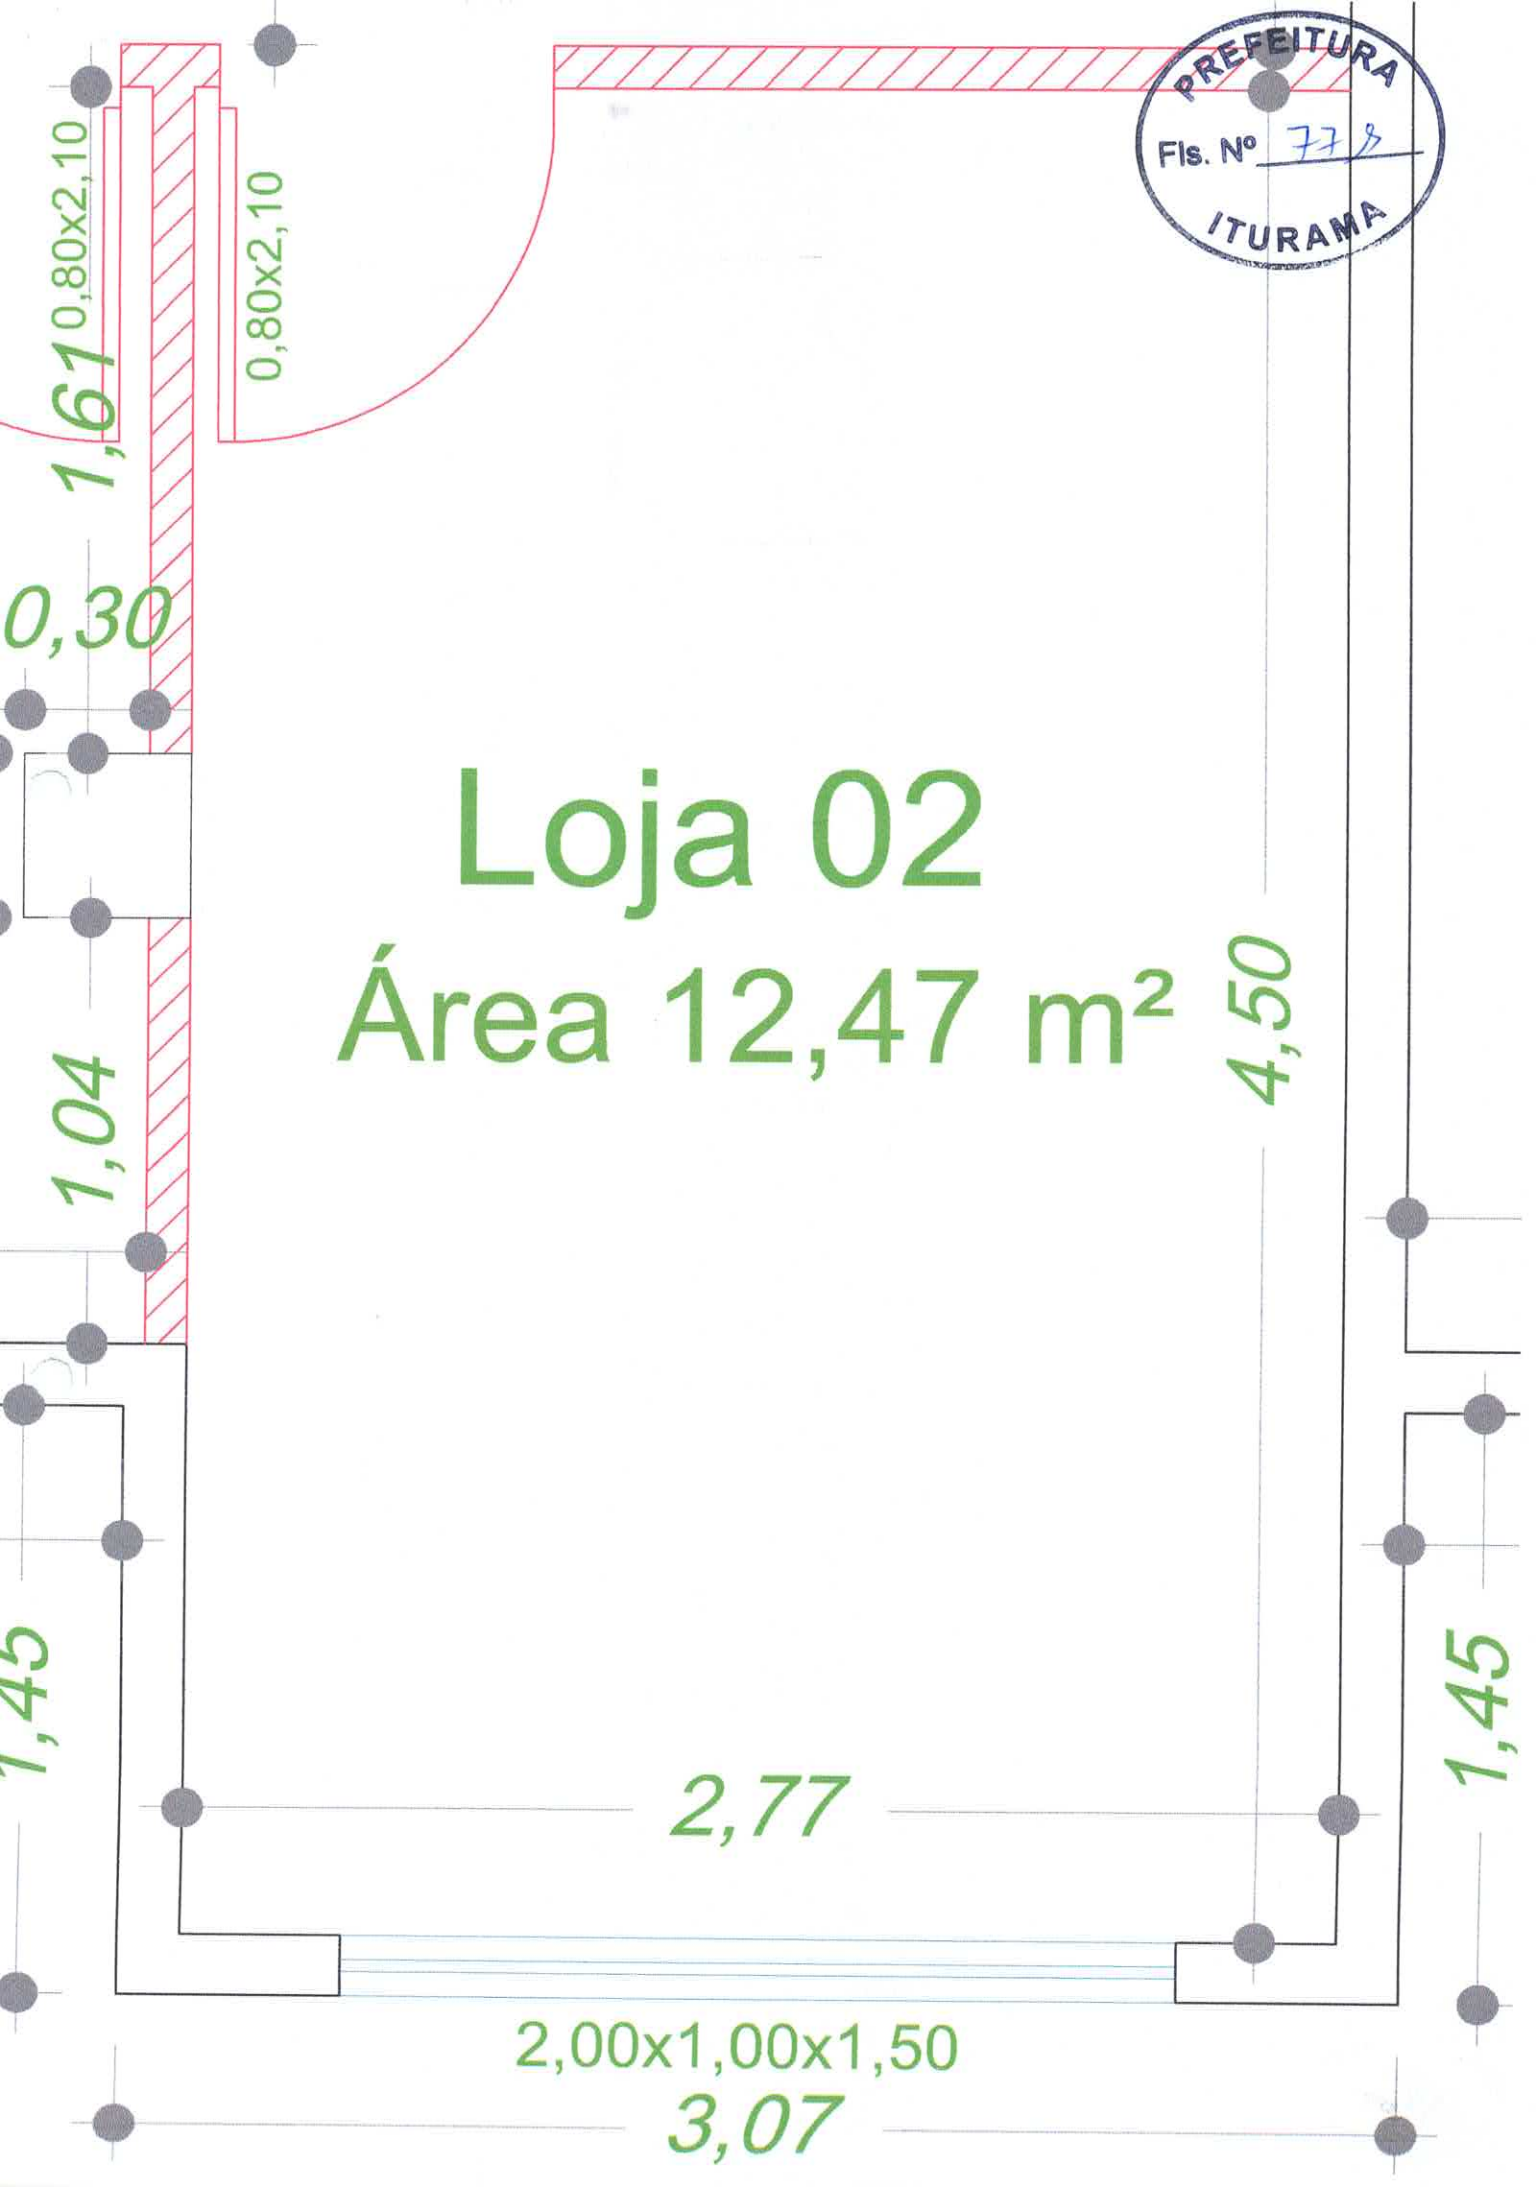 PREFEITURA
Fls. Nº 77
ITURAMA
0,80x2,10
0,80x2,10
1,61
0,30
Loja 02
Área 12,47 m²
4,50
1,04
1,45
1,45
2,77
2,00x1,00x1,50
3,07